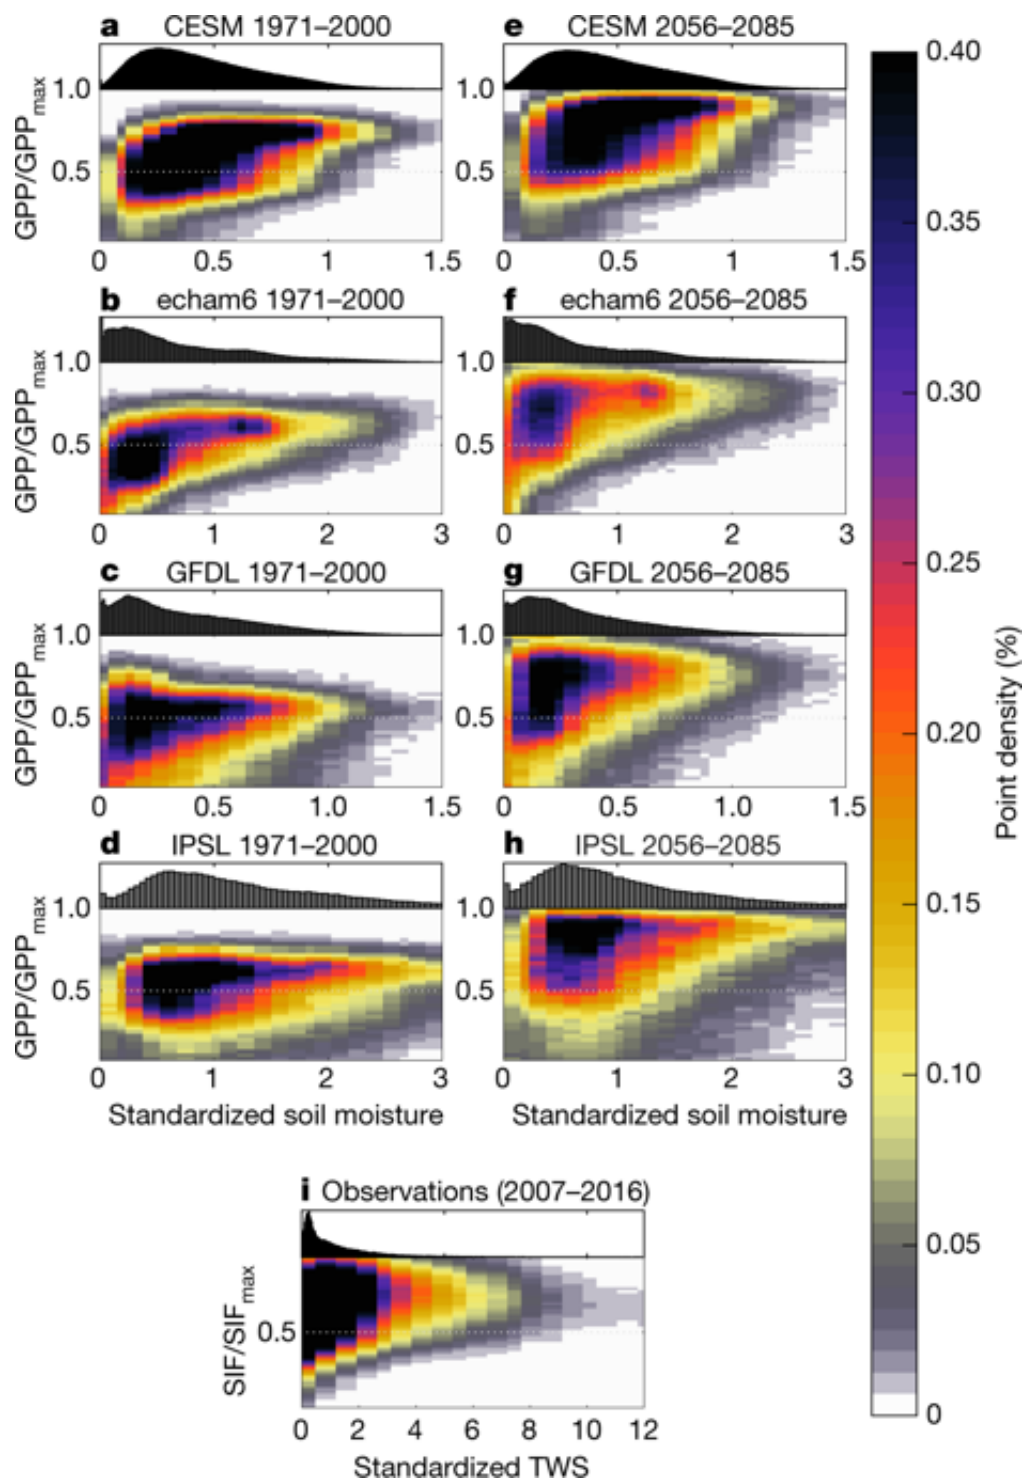 a CESM 1971–2000
e CESM 2056–2085
GPP/GPPmax
1.0
0.5
0 0.5 1 1.5
1.0
0.5
0 0.5 1 1.5
b echam6 1971–2000
f echam6 2056–2085
GPP/GPPmax
1.0
0.5
0 1 2 3
1.0
0.5
0 1 2 3
c GFDL 1971–2000
g GFDL 2056–2085
GPP/GPPmax
1.0
0.5
0 0.5 1.0 1.5
1.0
0.5
0 0.5 1.0 1.5
d IPSL 1971–2000
h IPSL 2056–2085
GPP/GPPmax
1.0
0.5
0 1 2 3
1.0
0.5
0 1 2 3
Standardized soil moisture
Standardized soil moisture
i Observations (2007–2016)
SIF/SIFmax
0.5
0 2 4 6 8 10 12
Standardized TWS
0.40
0.35
0.30
0.25
0.20
0.15
0.10
0.05
0
Point density (%)